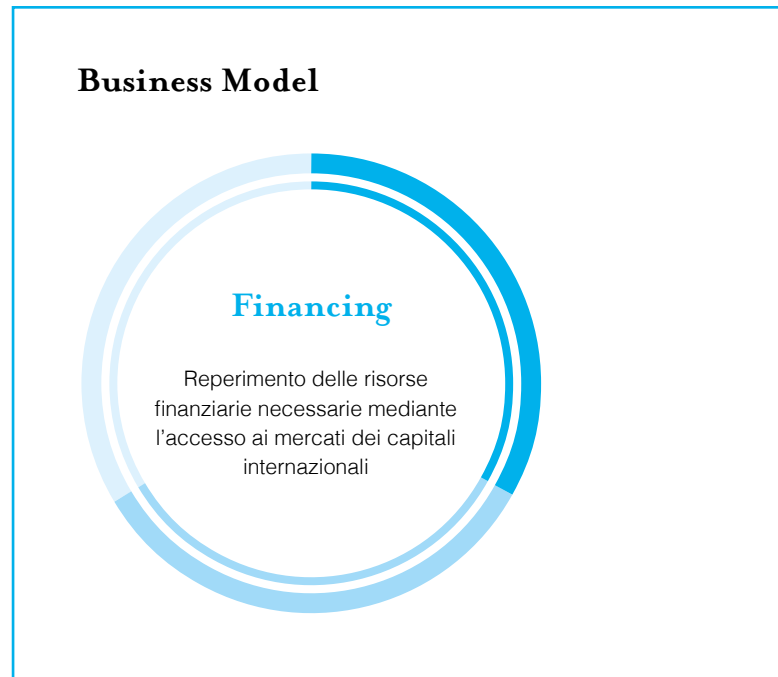 Business Model
Financing
Reperimento delle risorse
finanziarie necessarie mediante
l’accesso ai mercati dei capitali
internazionali